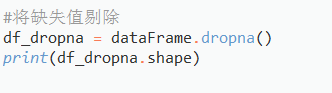 #将缺失值剔除
df_dropna = dataFrame.dropna()
print(df_dropna.shape)